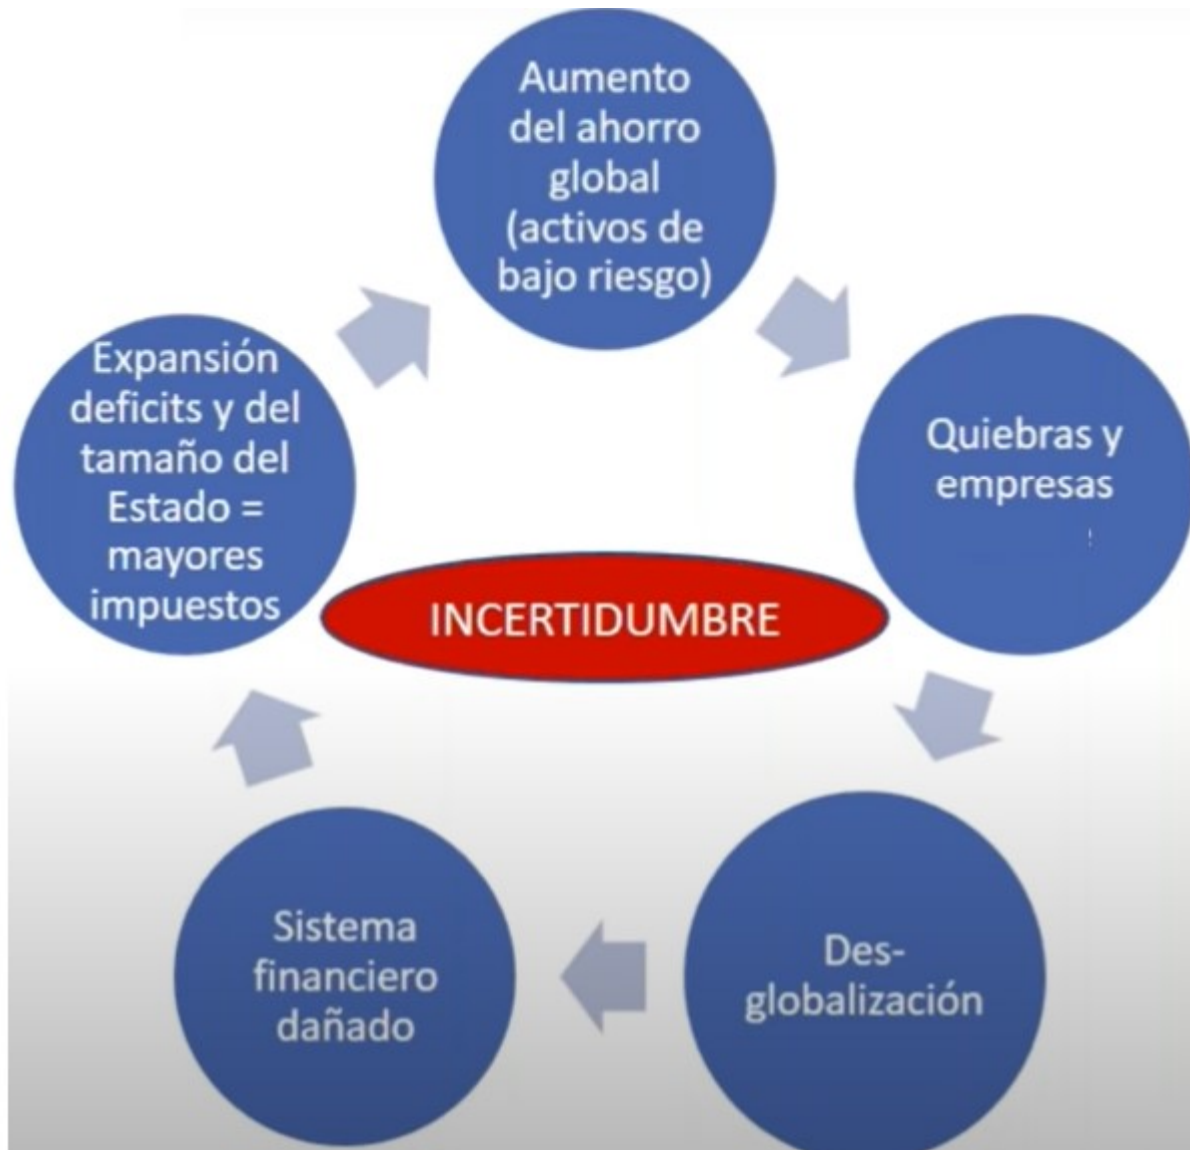 Aumento
del ahorro
global
(activos de
bajo riesgo)
Quiebras y
empresas
Des-
globalización
Sistema
financiero
dañado
Expansión
deficits y del
tamaño del
Estado =
mayores
impuestos
INCERTIDUMBRE